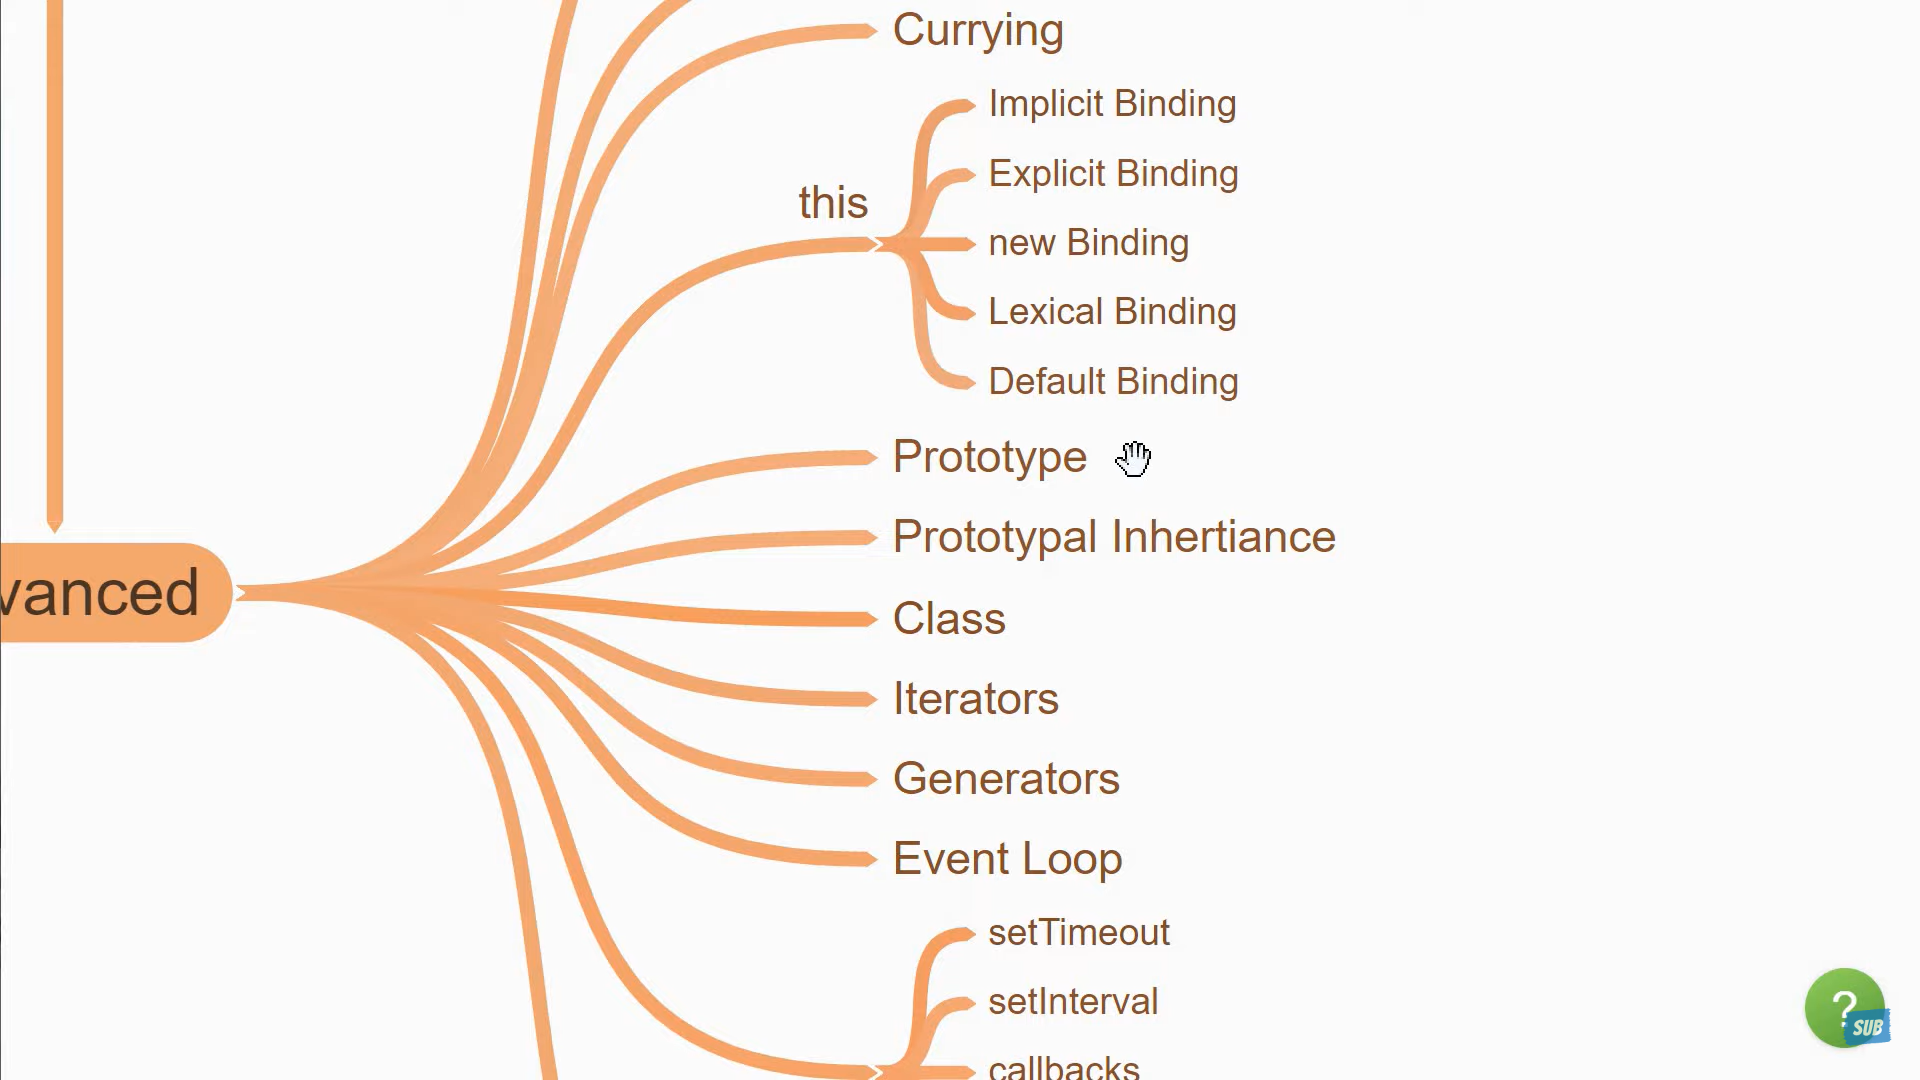 Currying
Implicit Binding
Explicit Binding
this
new Binding
Lexical Binding
Default Binding
Prototype
Prototypal Inhertiance
vanced
Class
Iterators
Generators
Event Loop
setTimeout
setInterval
callbacks
?
SUB